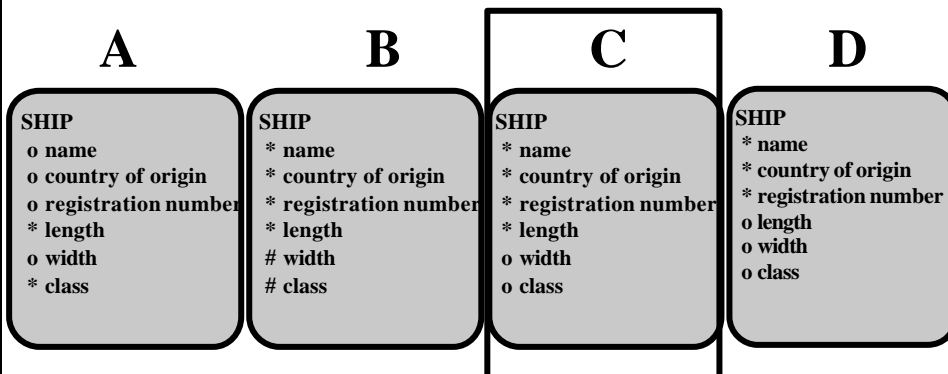 A
B
C
D
SHIP
o name
o country of origin
o registration number
* length
o width
* class
SHIP
* name
* country of origin
* registration number
* length
# width
# class
SHIP
* name
* country of origin
* registration number
* length
o width
o class
SHIP
* name
* country of origin
* registration number
o length
o width
o class